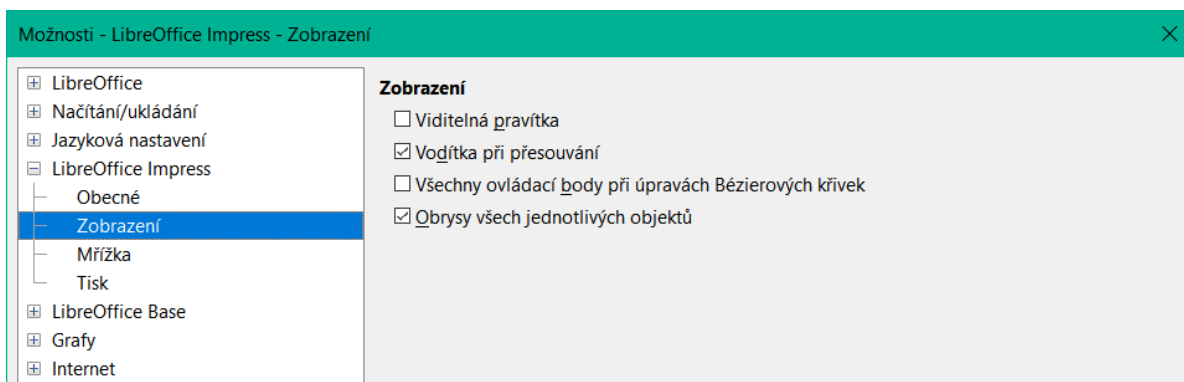 Možnosti - LibreOffice Impress - Zobrazení
LibreOffice
Načítání/ukládání
Jazyková nastavení
LibreOffice Impress
Obecné
Zobrazení
Mřížka
Tisk
LibreOffice Base
Grafy
Internet
Zobrazení
Viditelná pravítka
Vodítka při přesouvání
Všechny ovládací body při úpravách Bézierových křivek
Obrysy všech jednotlivých objektů